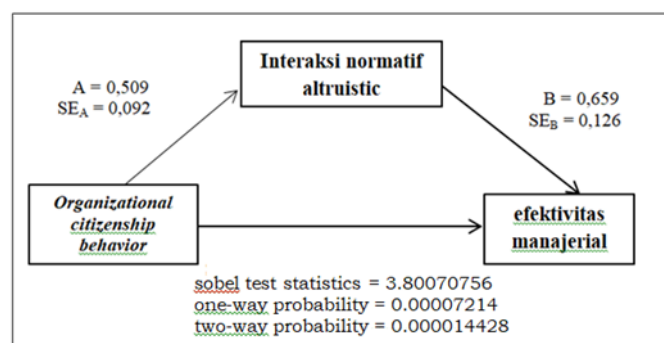 Interaksi normatif
altruistic
A = 0,509
SEA = 0,092
B = 0,659
SEB = 0,126
Organizational
citizenship
behavior
efektivitas
manajerial
sobel test statistics = 3.80070756
one-way probability = 0.00007214
two-way probability = 0.000014428